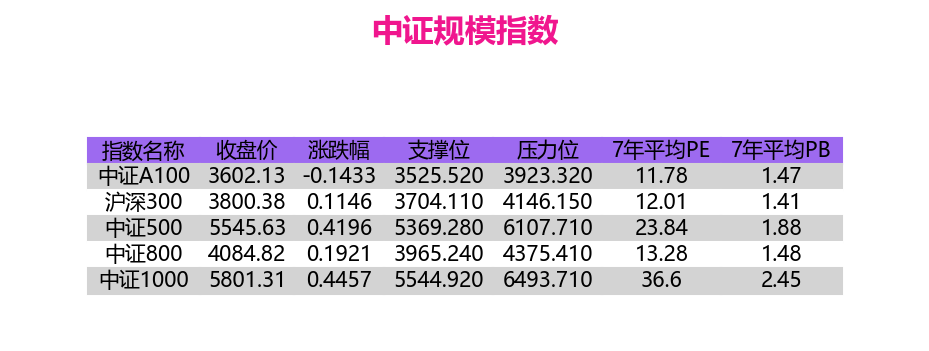 中证规模指数
指数名称 收盘价 涨跌幅 支撑位 压力位 7年平均PE 7年平均PB
中证A100 3602.13 -0.1433 3525.520 3923.320 11.78 1.47
沪深300 3800.38 0.1146 3704.110 4146.150 12.01 1.41
中证500 5545.63 0.4196 5369.280 6107.710 23.84 1.88
中证800 4084.82 0.1921 3965.240 4375.410 13.28 1.48
中证1000 5801.31 0.4457 5544.920 6493.710 36.6 2.45